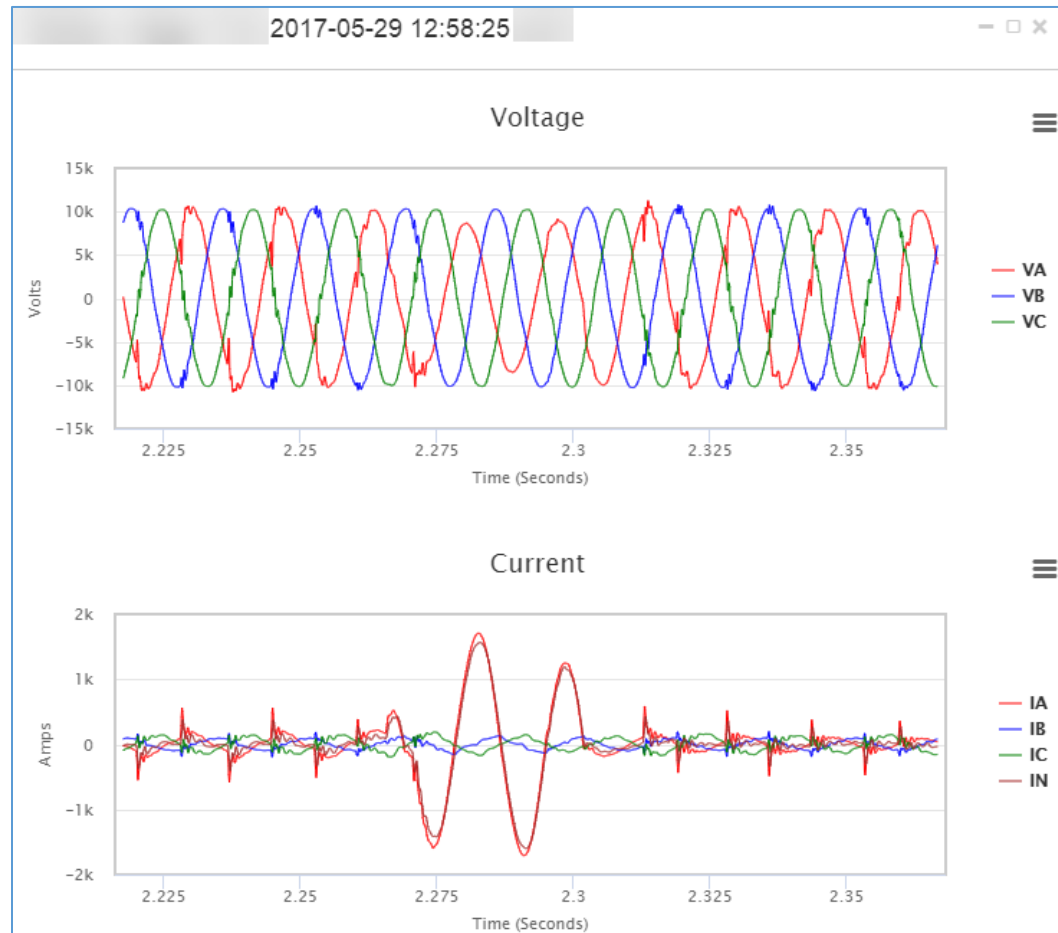 2017-05-29 12:58:25
Voltage
15k
10k
5k
0
−5k
−10k
−15k
Volts
2.225 2.25 2.275 2.3 2.325 2.35
Time (Seconds)
VA
VB
VC
Current
2k
1k
0
−1k
−2k
Amps
2.225 2.25 2.275 2.3 2.325 2.35
Time (Seconds)
IA
IB
IC
IN